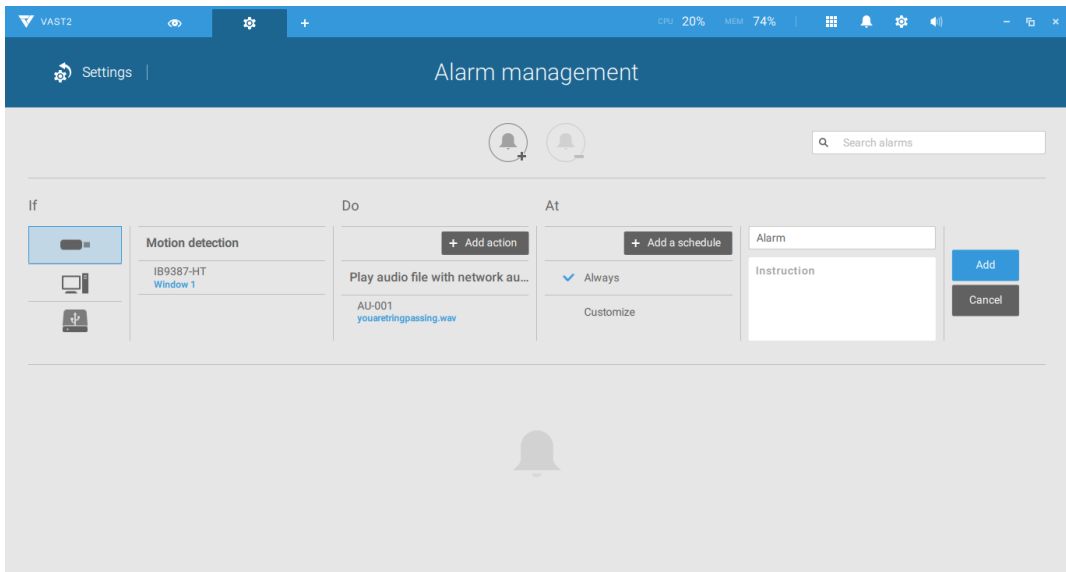 VAST2
CPU 20% MEM 74%
Settings
Alarm management
Search alarms
If
Do
At
Motion detection
IB9387-HT
Window 1
+ Add action
Play audio file with network au...
AU-001
youaretringpassing.wav
+ Add a schedule
Always
Customize
Alarm
Instruction
Add
Cancel